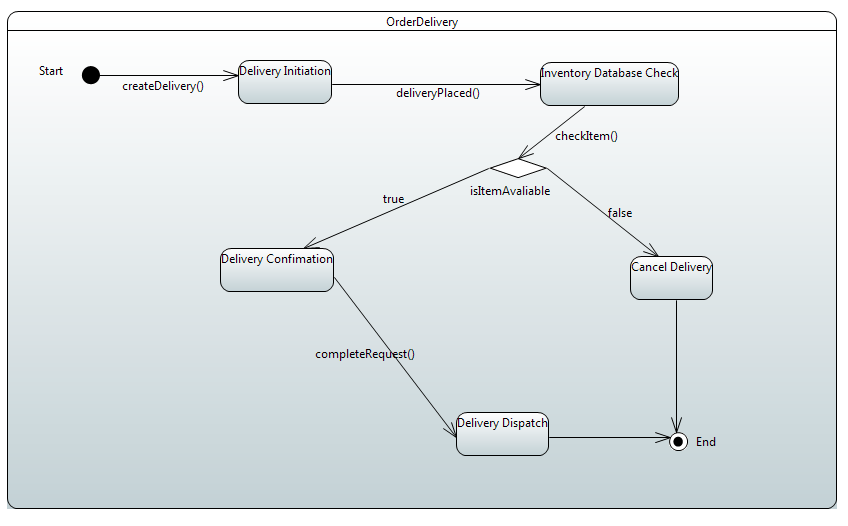 OrderDelivery
Start
createDelivery()
Delivery Initiation
deliveryPlaced()
Inventory Database Check
checkItem()
isItemAvaliable
true
false
Delivery Confimation
Cancel Delivery
completeRequest()
Delivery Dispatch
End